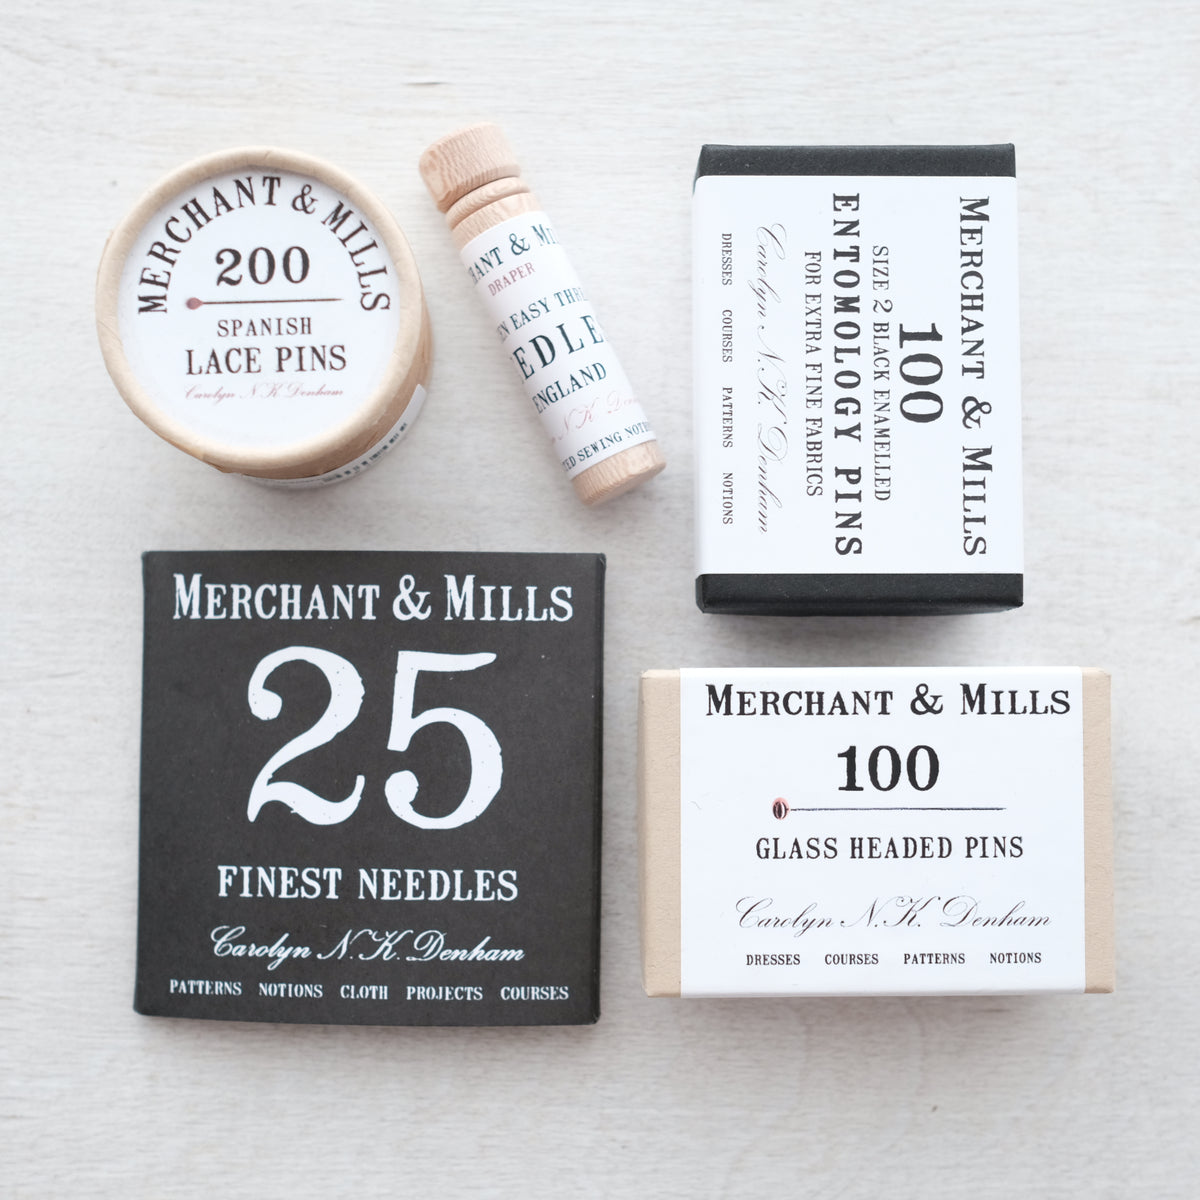 MERCHANT & MILLS
200
SPANISH
LACE PINS
Carolyn N.K. Denham
DRAPER
EASY
ENGLAND
N.K.
SEWING
MERCHANT & MILLS
100
SIZE 2 BLACK ENAMELLED
ENTOMOLOGY PINS
FOR EXTRA FINE FABRICS
Carolyn N.K. Denham
DRESSES COURSES PATTERNS NOTIONS
MERCHANT & MILLS
25
FINEST NEEDLES
Carolyn N.K. Denham
PATTERNS NOTIONS CLOTH PROJECTS COURSES
MERCHANT & MILLS
100
GLASS HEADED PINS
Carolyn N.K. Denham
DRESSES COURSES PATTERNS NOTIONS